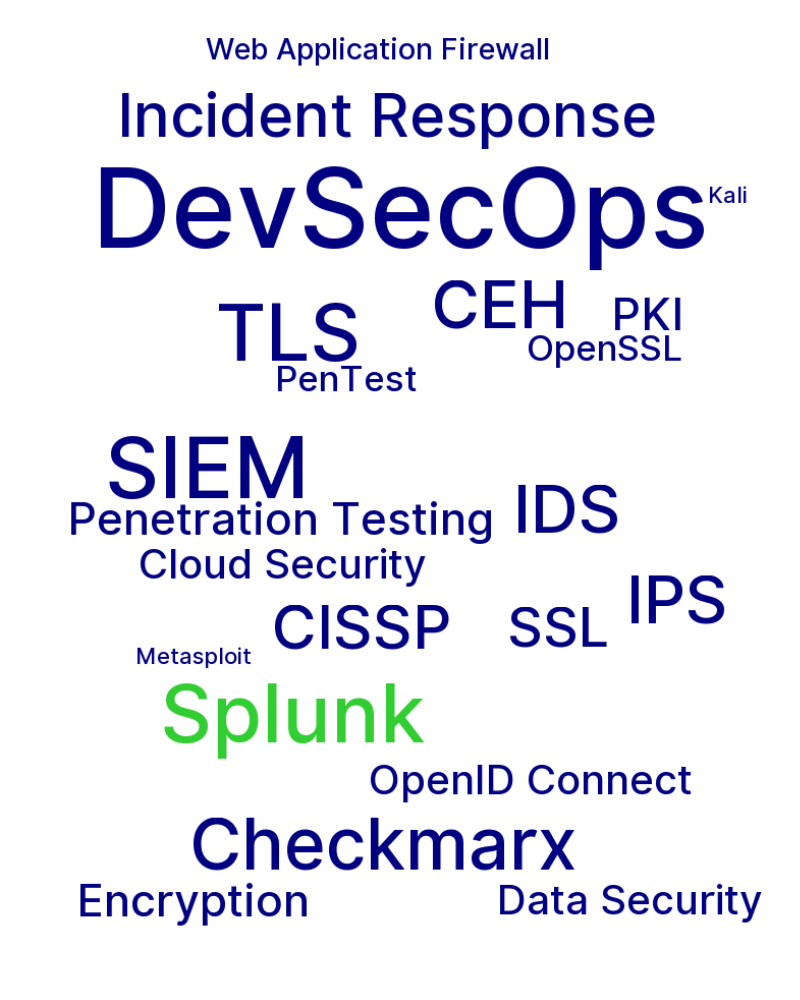 Web Application Firewall
Incident Response
DevSecOps
Kali
CEH
TLS
PKI
OpenSSL
PenTest
SIEM
Penetration Testing
IDS
Cloud Security
IPS
CISSP
SSL
Metasploit
Splunk
OpenID Connect
Checkmarx
Encryption
Data Security